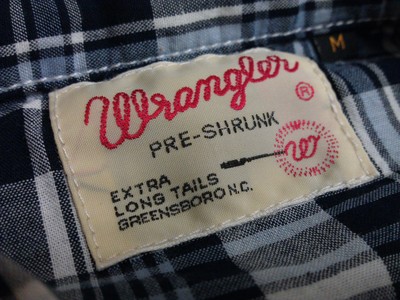 Wrangler ®
M
PRE-SHRUNK
W
EXTRA
LONG TAILS
GREENSBORO N.C.